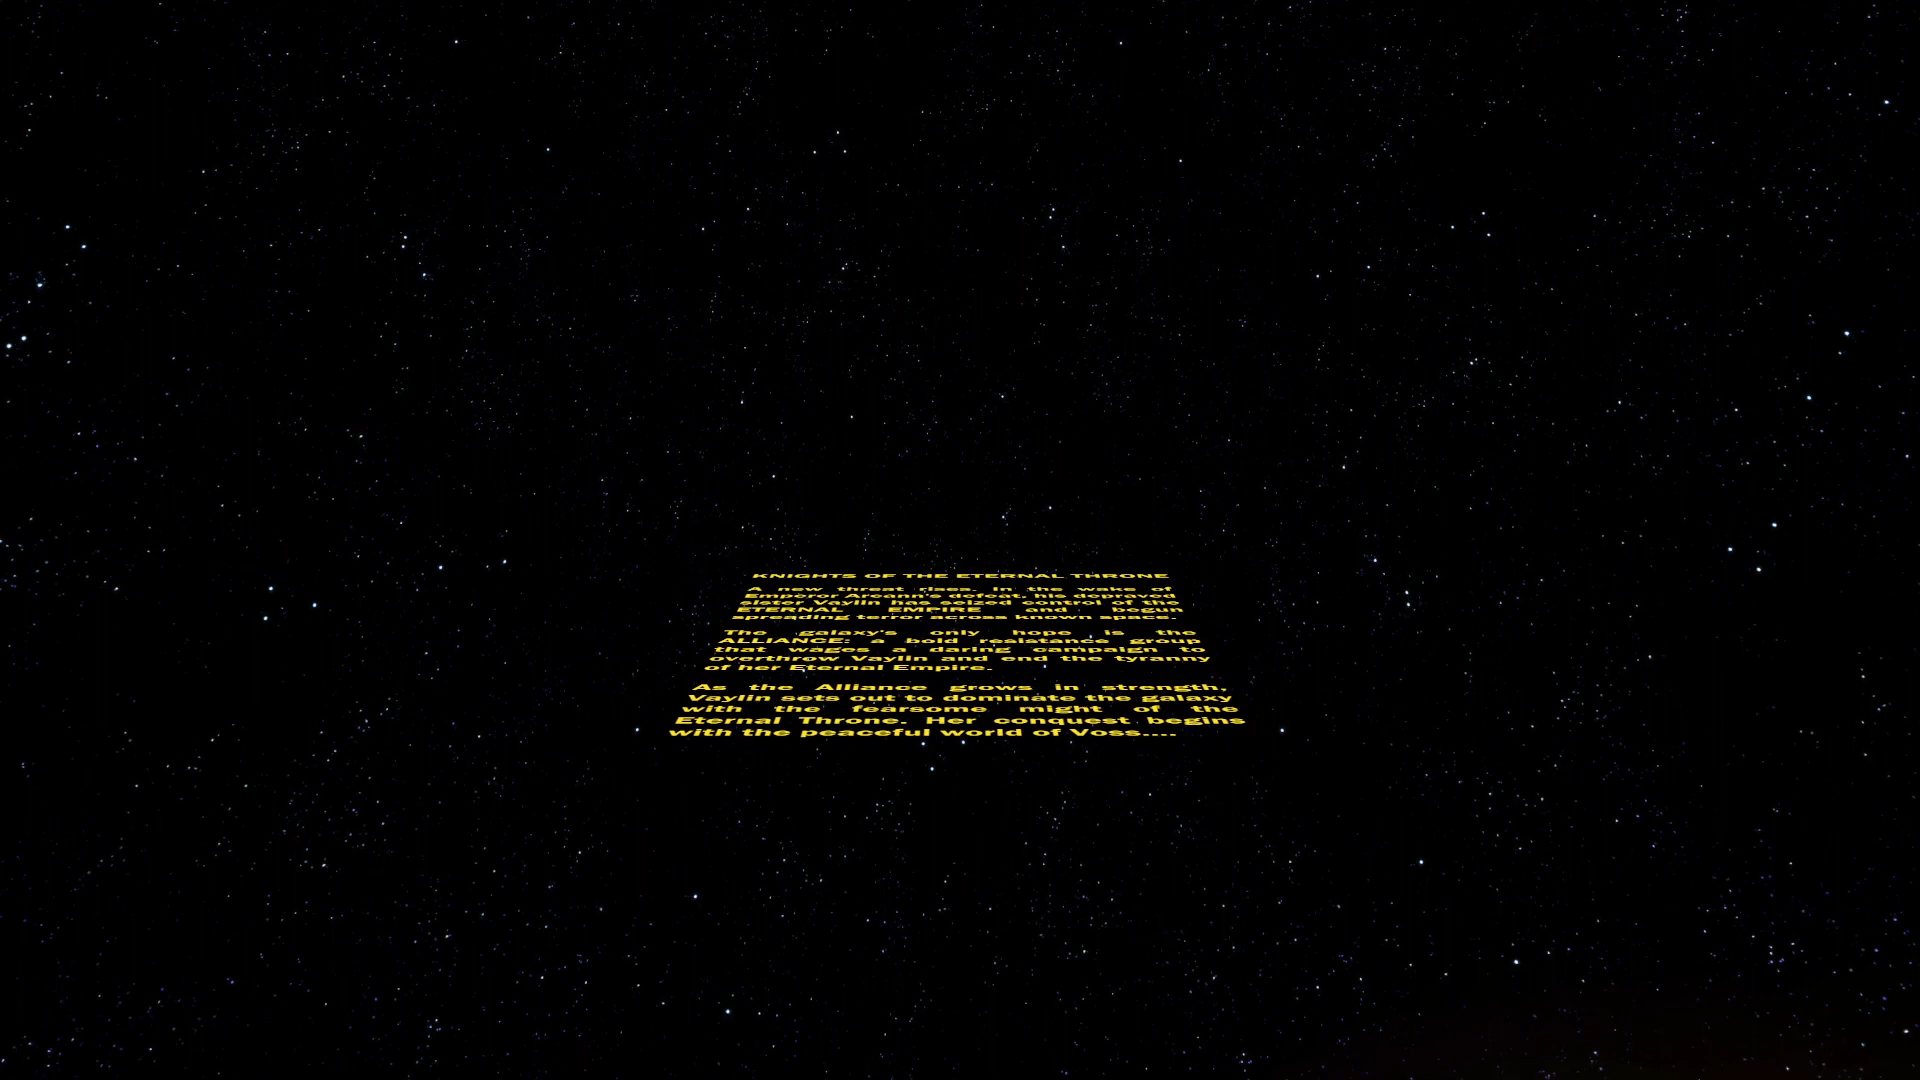 KNIGHTS OF THE ETERNAL THRONE
A new threat rises. In the wake of
Emperor Arcann's defeat, his depraved
sister Vaylin has seized control of the
ETERNAL EMPIRE and begun
spreading terror across known space.
The galaxy's only hope is the
ALLIANCE: a bold resistance group
that wages a daring campaign to
overthrow Vaylin and end the tyranny
of her Eternal Empire.
As the Alliance grows in strength,
Vaylin sets out to dominate the galaxy
with the fearsome might of the
Eternal Throne. Her conquest begins
with the peaceful world of Voss....